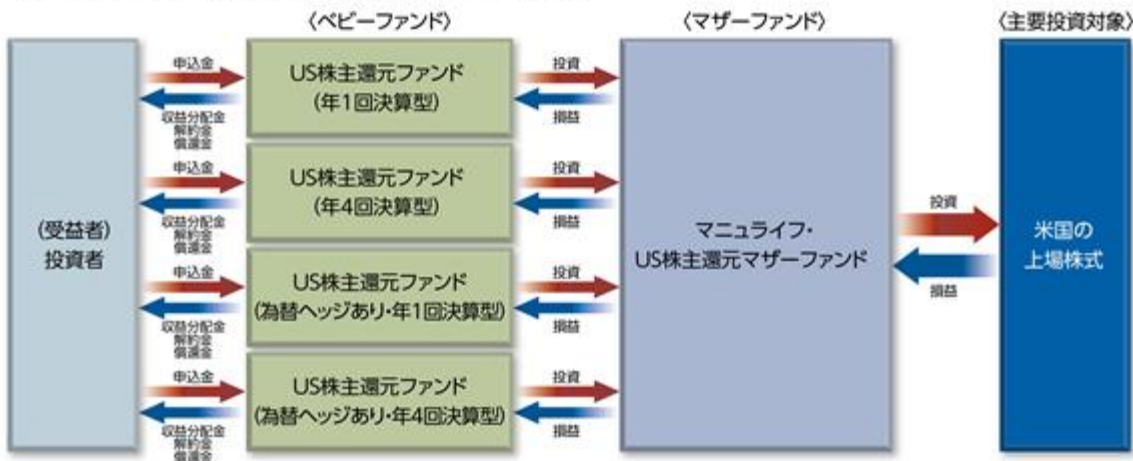 〈ベビーファンド〉
〈マザーファンド〉
〈主要投資対象〉
(受益者)
投資者
申込金
収益分配金
解約金
償還金
US株主還元ファンド
(年1回決算型)
投資
損益
申込金
収益分配金
解約金
償還金
US株主還元ファンド
(年4回決算型)
投資
損益
申込金
収益分配金
解約金
償還金
US株主還元ファンド
(為替ヘッジあり・年1回決算型)
投資
損益
申込金
収益分配金
解約金
償還金
US株主還元ファンド
(為替ヘッジあり・年4回決算型)
投資
損益
マニュライフ・
US株主還元マザーファンド
投資
損益
米国の
上場株式